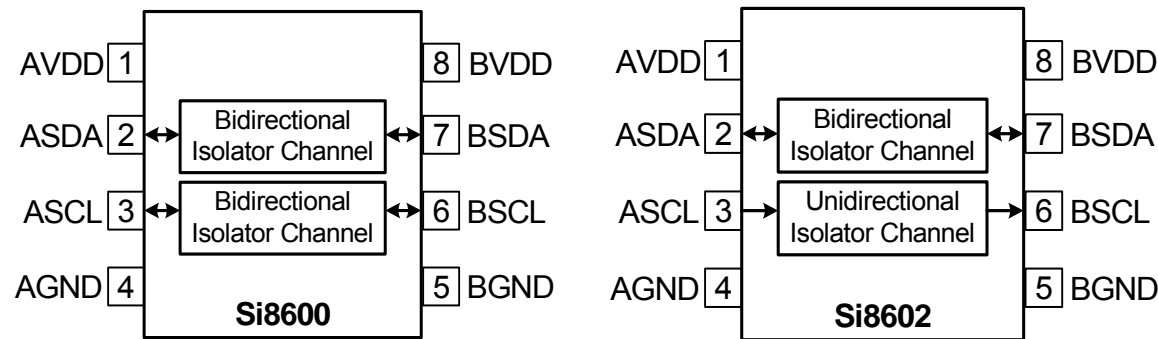 AVDD 1 8 BVDD
ASDA 2 Bidirectional Isolator Channel 7 BSDA
ASCL 3 Bidirectional Isolator Channel 6 BSCL
AGND 4 5 BGND
Si8600
AVDD 1 8 BVDD
ASDA 2 Bidirectional Isolator Channel 7 BSDA
ASCL 3 Unidirectional Isolator Channel 6 BSCL
AGND 4 5 BGND
Si8602